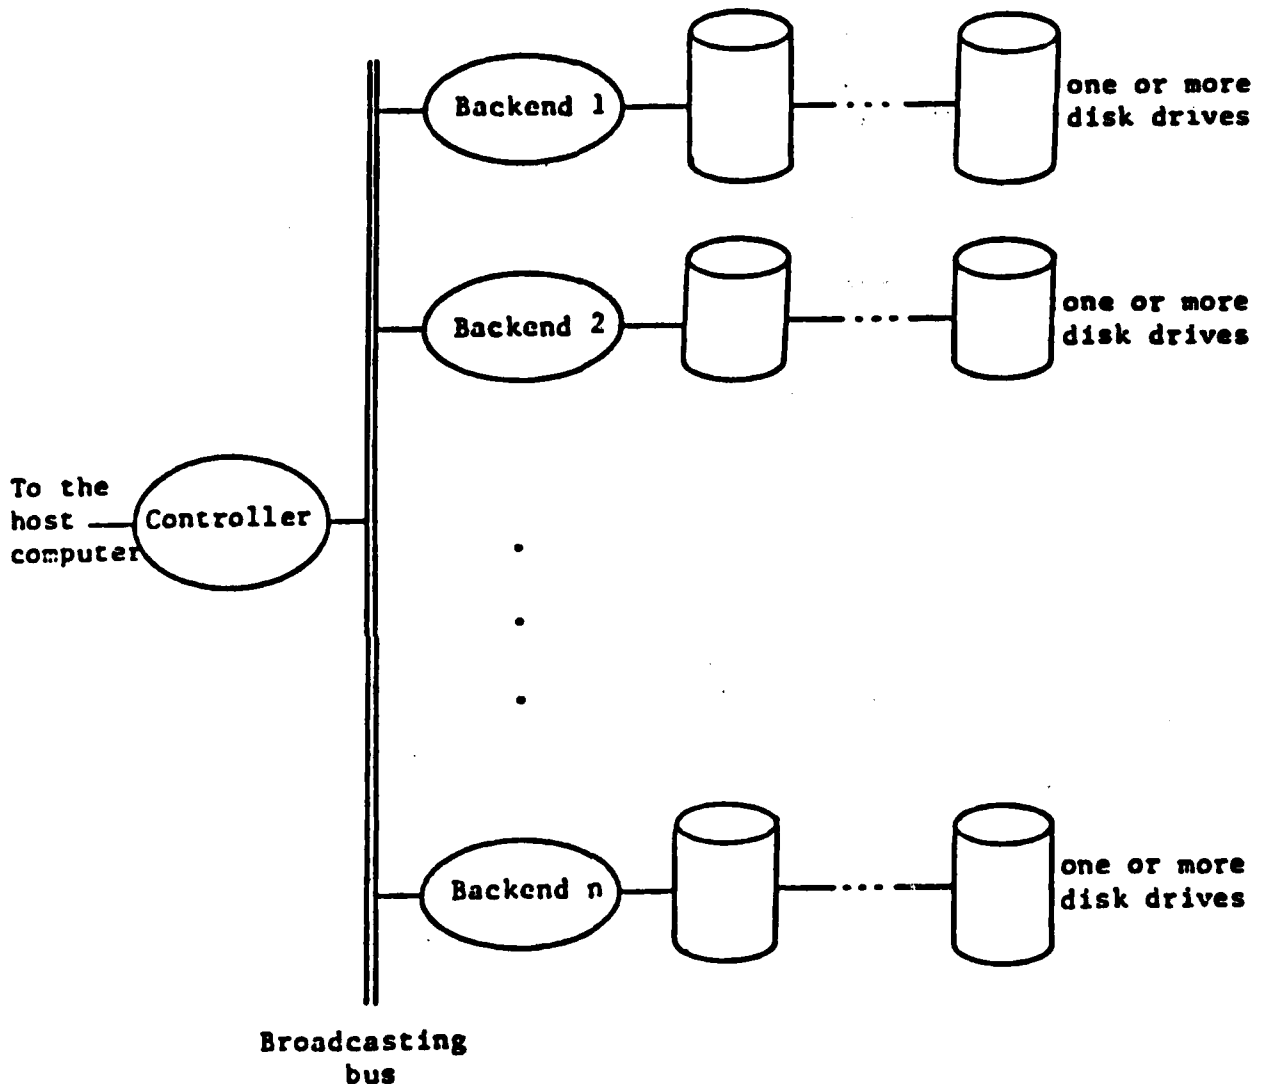 Backend 1
one or more
disk drives
Backend 2
one or more
disk drives
To the
host
computer
Controller
Backend n
one or more
disk drives
Broadcasting
bus